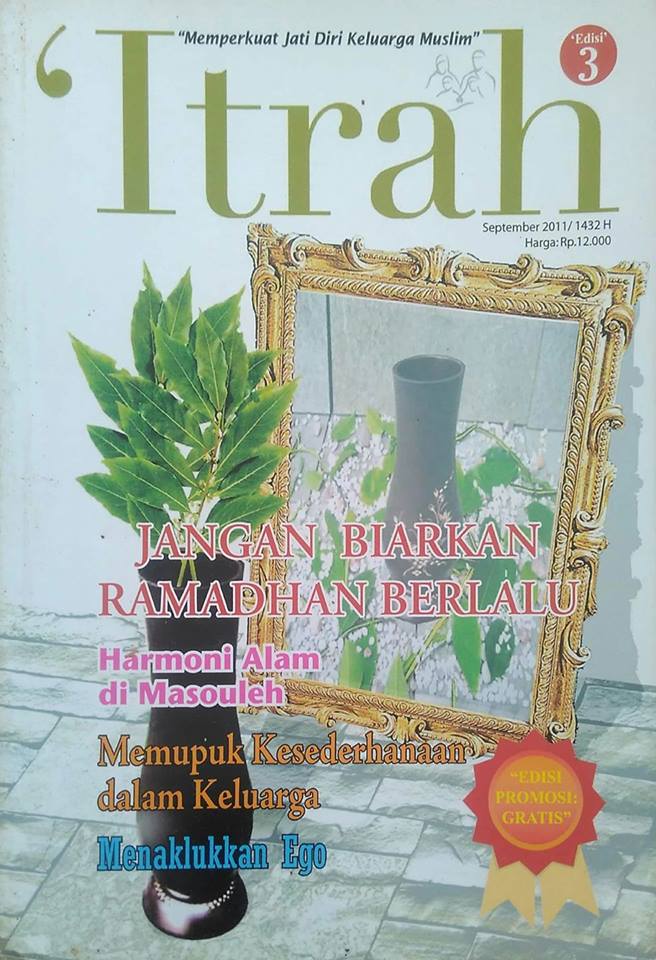 "Memperkuat Jati Diri Keluarga Muslim"
'Edisi'
3
'Itrah
September 2011/ 1432 H
Harga: Rp.12.000
JANGAN BIARKAN
RAMADHAN BERLALU
Harmoni Alam
di Masouleh
Memupuk Kesederhanaan
dalam Keluarga
Menaklukkan Ego
"EDISI
PROMOSI:
GRATIS"